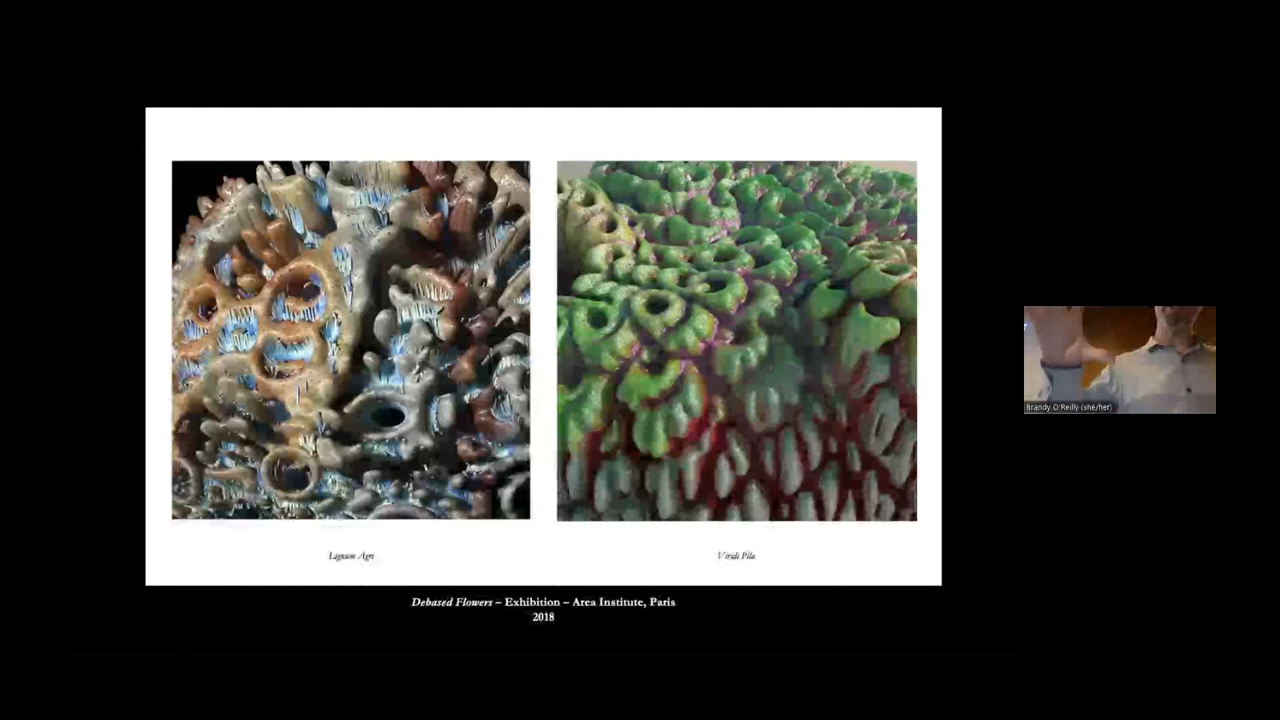 Lignum Agri
Viridi Pila
Debased Flowers – Exhibition – Area Institute, Paris
2018
Brandy O'Reilly (she/her)